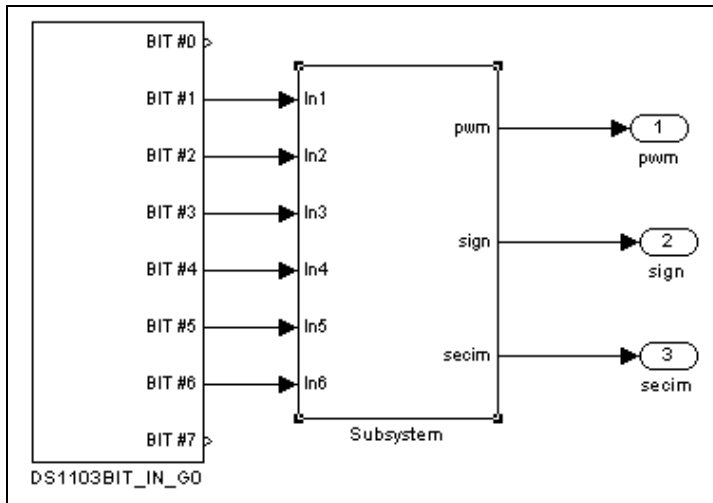 BIT #0
BIT #1
In1
pwm
1
pwm
BIT #2
In2
BIT #3
In3
sign
2
sign
BIT #4
In4
BIT #5
In5
secim
3
secim
BIT #6
In6
BIT #7
Subsystem
DS1103BIT_IN_G0